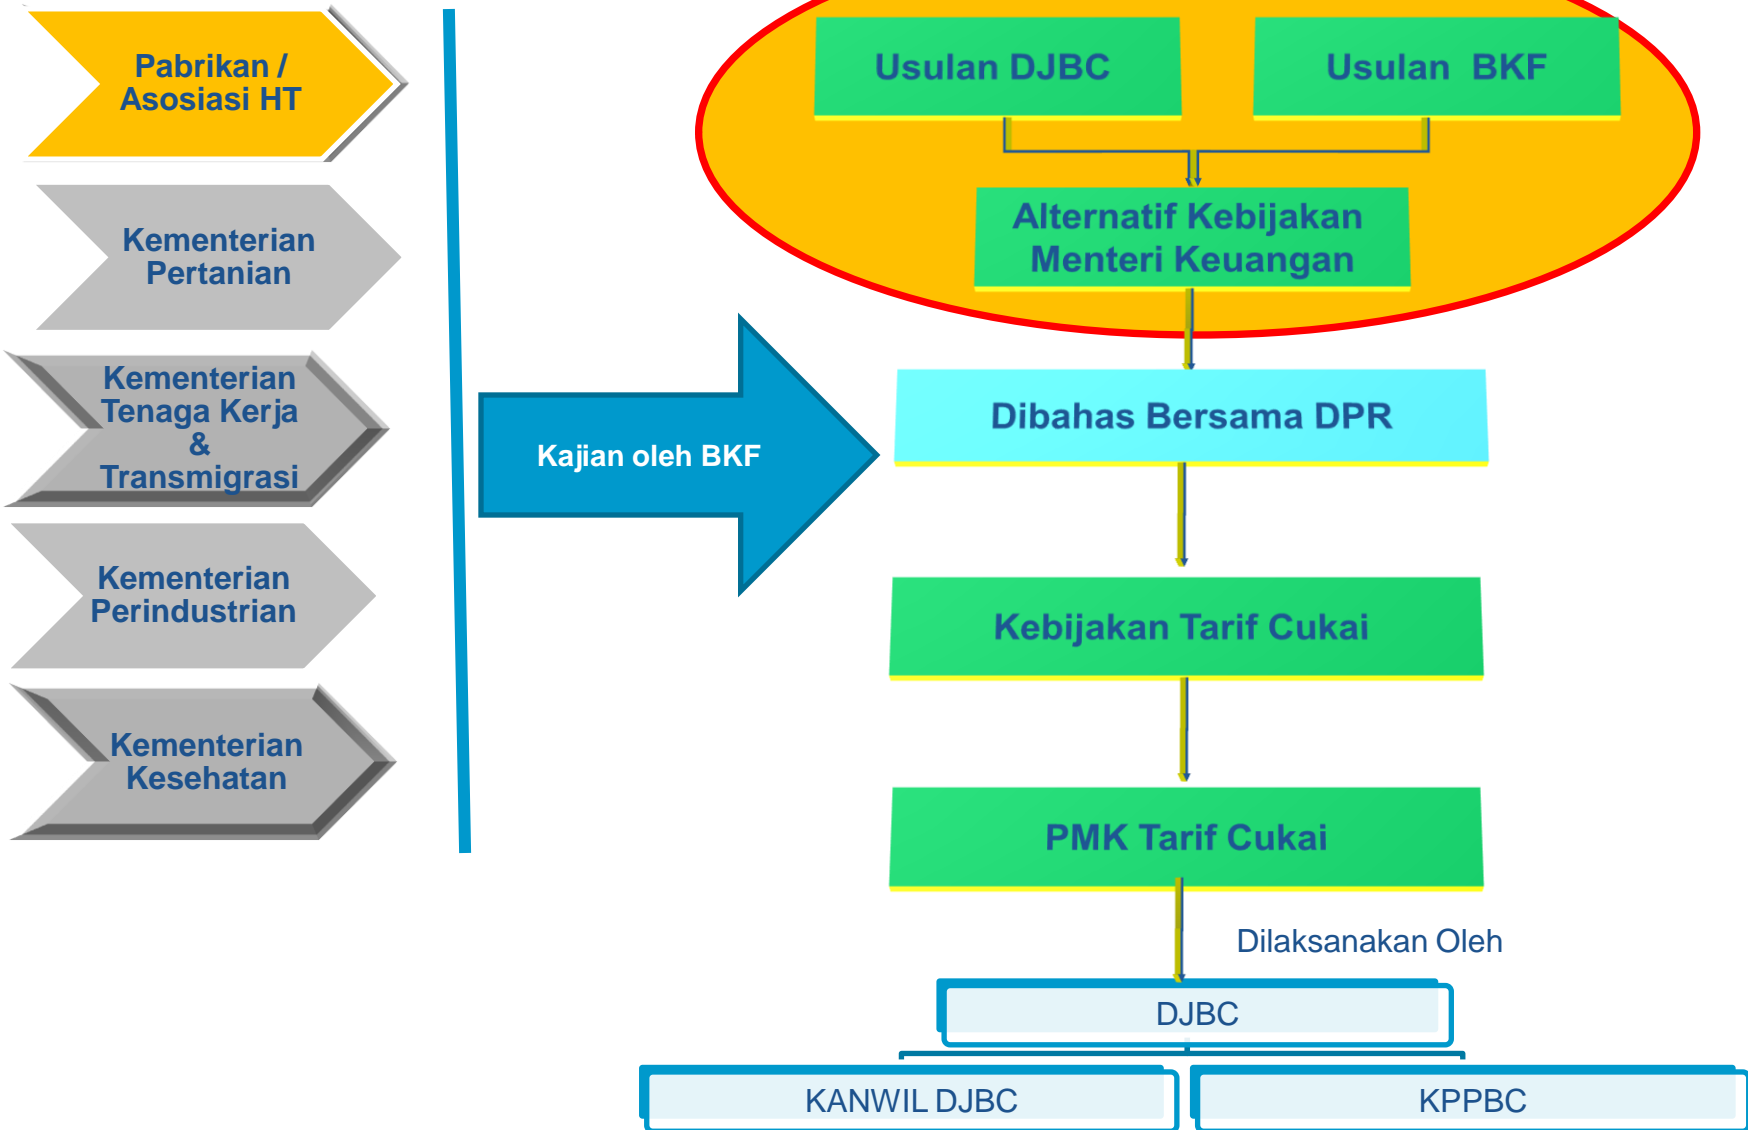 Pabrikan /
Asosiasi HT
Kementerian
Pertanian
Kementerian
Tenaga Kerja
&
Transmigrasi
Kementerian
Perindustrian
Kementerian
Kesehatan
Kajian oleh BKF
Usulan DJBC
Usulan BKF
Alternatif Kebijakan
Menteri Keuangan
Dibahas Bersama DPR
Kebijakan Tarif Cukai
PMK Tarif Cukai
Dilaksanakan Oleh
DJBC
KANWIL DJBC
KPPBC